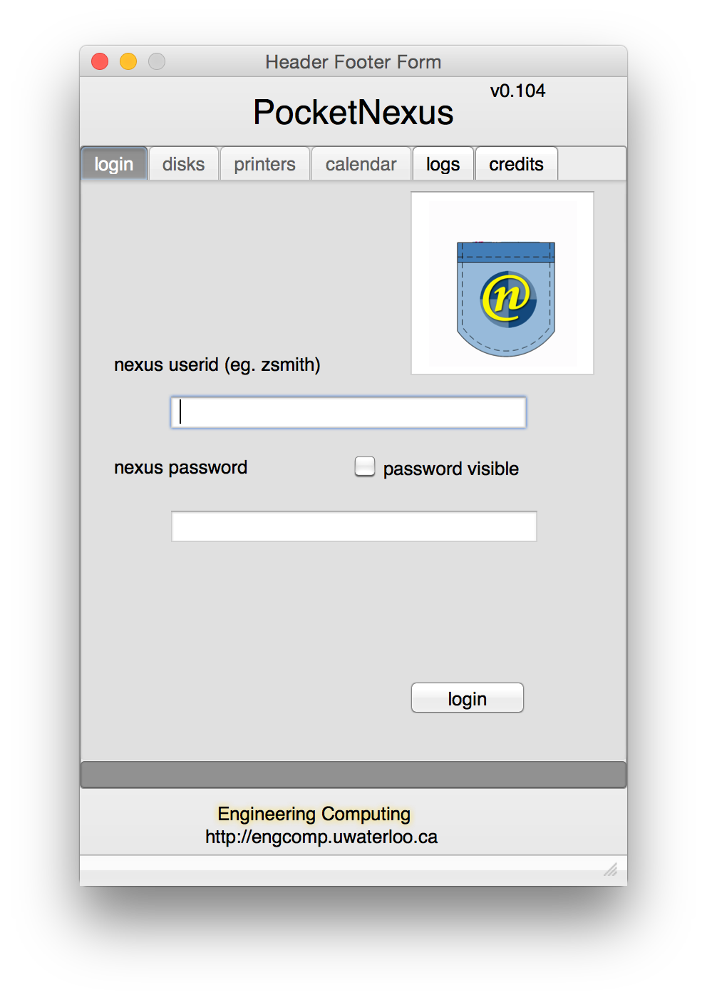 Header Footer Form
v0.104
PocketNexus
login disks printers calendar logs credits
n
nexus userid (eg. zsmith)
nexus password password visible
login
Engineering Computing
http://engcomp.uwaterloo.ca